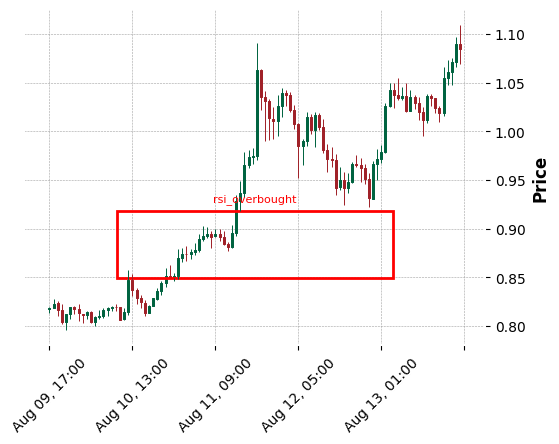 1.10
1.05
1.00
0.95
0.90
0.85
0.80
Price
rsi_overbought
Aug 09, 17:00
Aug 10, 13:00
Aug 11, 09:00
Aug 12, 05:00
Aug 13, 01:00